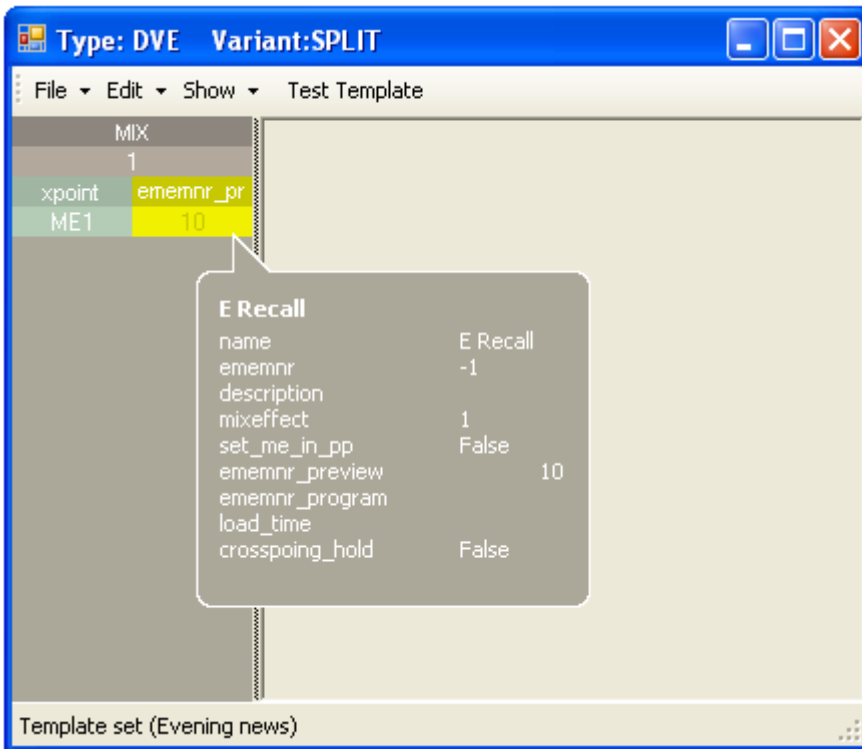 Type: DVE Variant:SPLIT
File Edit Show Test Template
MIX
1
xpoint ememnr_pr
ME1 10
E Recall
name E Recall
ememnr -1
description
mixeffect 1
set_me_in_pp False
ememnr_preview 10
ememnr_program
load_time
crosspoing_hold False
Template set (Evening news)